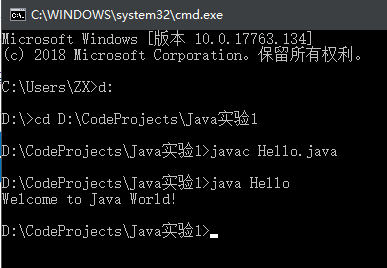 C:\WINDOWS\system32\cmd.exe
Microsoft Windows [版本 10.0.17763.134]
(c) 2018 Microsoft Corporation。保留所有权利。
C:\Users\ZX>d:
D:\>cd D:\CodeProjects\Java实验1
D:\CodeProjects\Java实验1>javac Hello.java
D:\CodeProjects\Java实验1>java Hello
Welcome to Java World!
D:\CodeProjects\Java实验1>